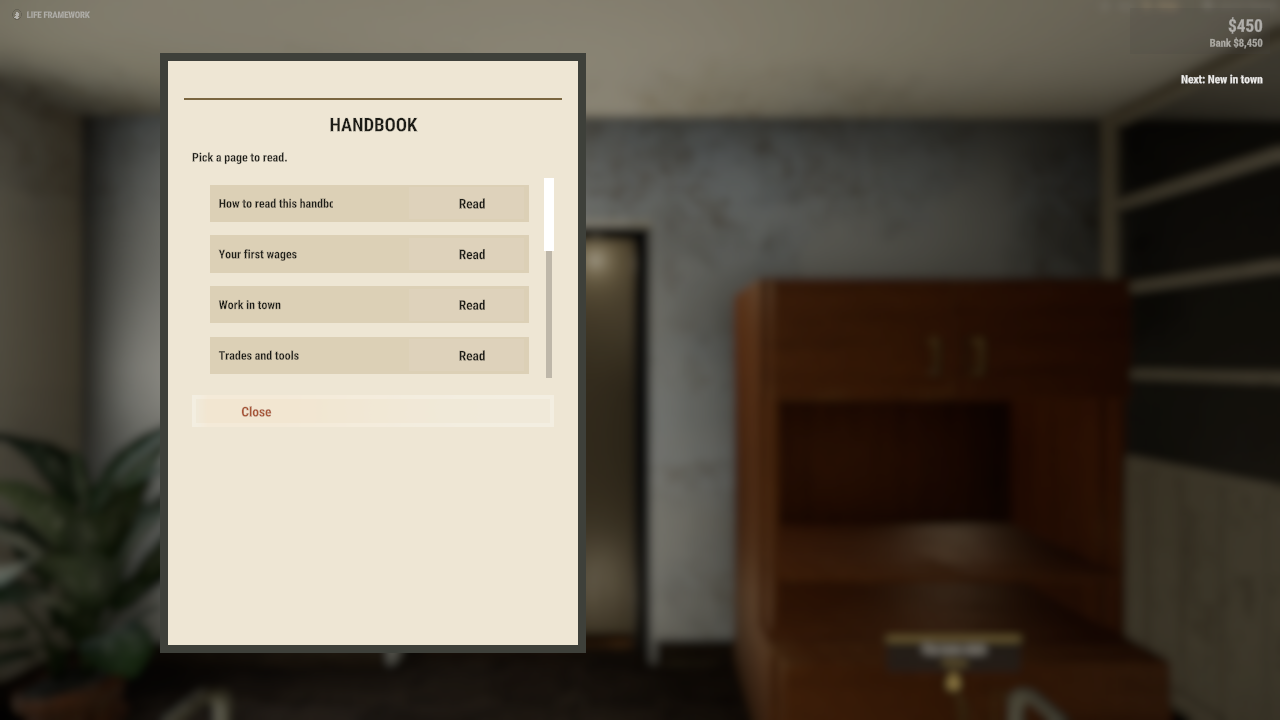 LIFE FRAMEWORK
$450
Bank $8,450
Next: New in town
HANDBOOK
Pick a page to read.
How to read this handbc
Read
Your first wages
Read
Work in town
Read
Trades and tools
Read
Close